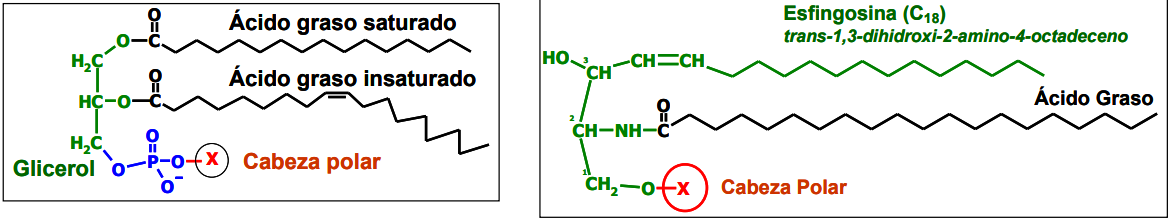 Ácido graso saturado
O
O C
H2C
Ácido graso insaturado
O
HC O C
H2C
O
Glicerol O P O X Cabeza polar
O-
Esfingosina (C18)
trans-1,3-dihidroxi-2-amino-4-octadeceno
HO 3 CH CH CH
Ácido Graso
O
2 CH NH C
1 CH2 O X Cabeza Polar